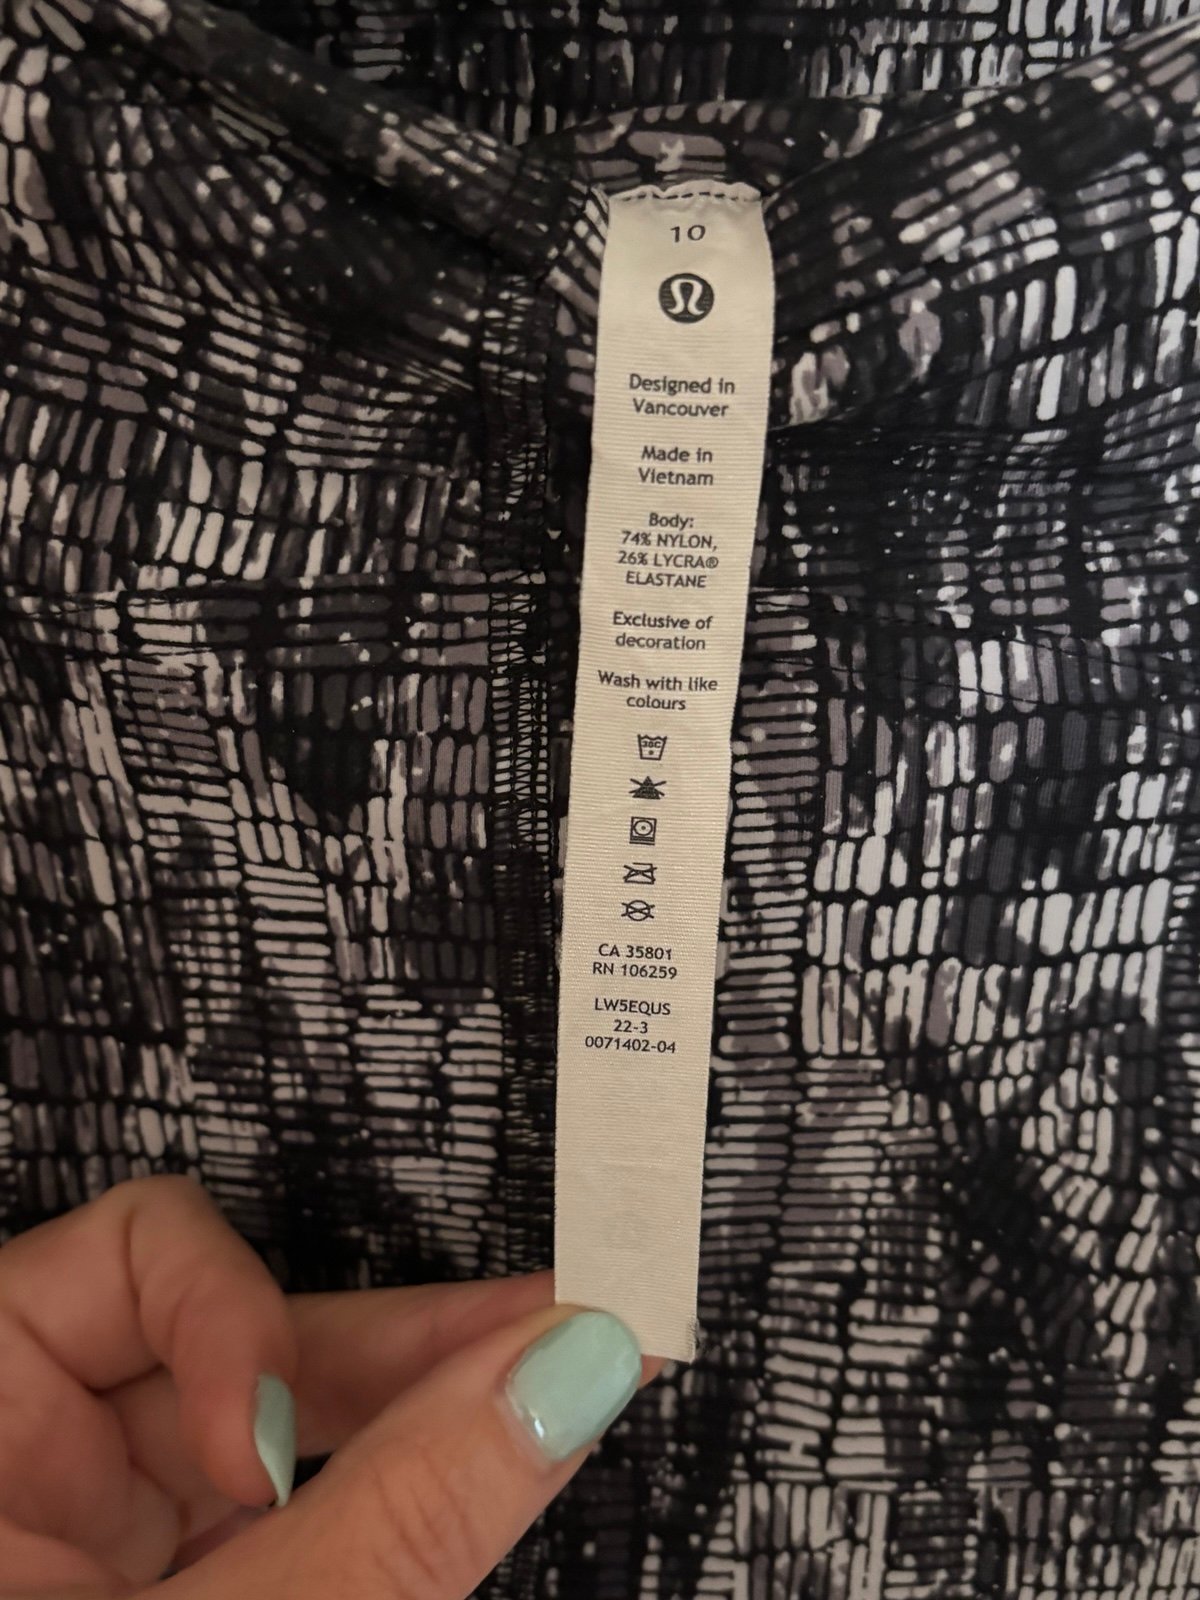 10
Designed in
Vancouver
Made in
Vietnam
Body:
74% NYLON,
26% LYCRA®
ELASTANE
Exclusive of
decoration
Wash with like
colours
30C
CA 35801
RN 106259
LW5EQUS
22-3
0071402-04